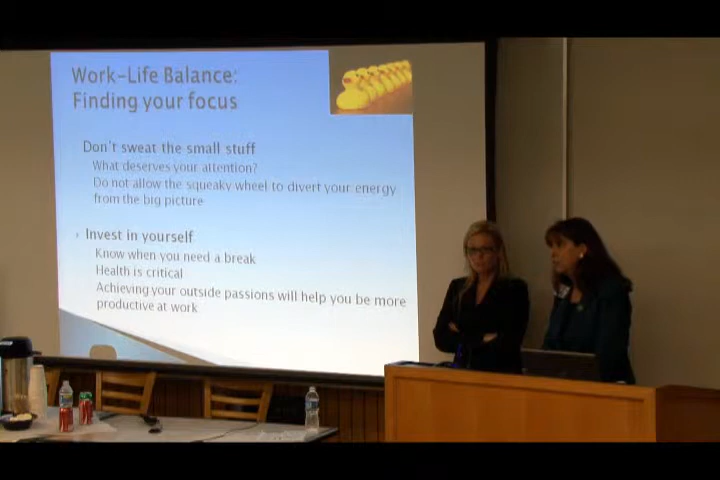 Work-Life Balance:
Finding your focus
Don't sweat the small stuff
What deserves your attention?
Do not allow the squeaky wheel to divert your energy
from the big picture
Invest in yourself
Know when you need a break
Health is critical
Achieving your outside passions will help you be more
productive at work